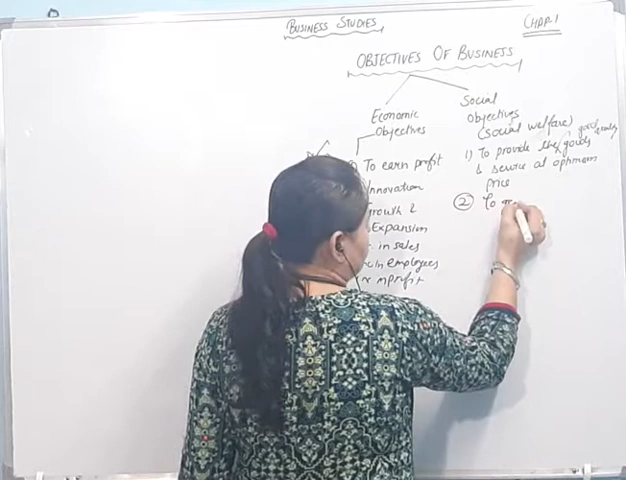 BUSINESS STUDIES
CHAP.1
OBJECTIVES OF BUSINESS
Economic
Objectives
To earn profit
Innovation
growth &
Expansion
in sales
in employees
in profit
Social
Objectives
(social welfare)
1) To provide the goods
good quality
& service at optimum
price
② To